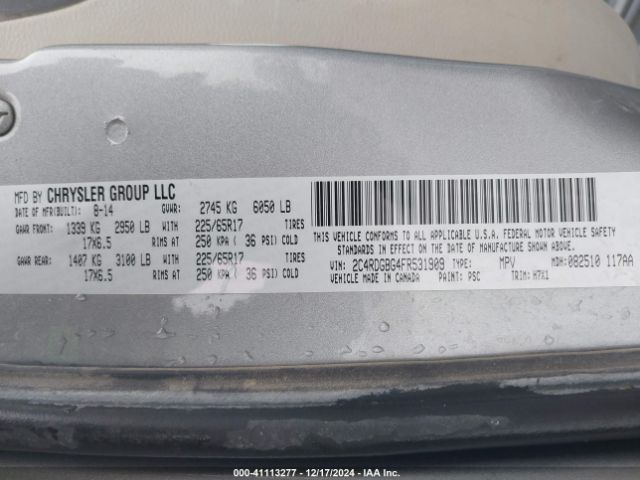 MFD BY CHRYSLER GROUP LLC
DATE OF MFR(BUILT): 8-14 GVWR: 2745 KG 6050 LB
GAWR FRONT: 1339 KG 2950 LB WITH 225/65R17 TIRES
17X6.5 RIMS AT 250 KPA ( 36 PSI) COLD
GAWR REAR: 1407 KG 3100 LB WITH 225/65R17 TIRES
17X6.5 RIMS AT 250 KPA ( 36 PSI) COLD
THIS VEHICLE CONFORMS TO ALL APPLICABLE U.S.A. FEDERAL MOTOR VEHICLE SAFETY
STANDARDS IN EFFECT ON THE DATE OF MANUFACTURE SHOWN ABOVE.
VIN: 2C4RDGBG4FR531909 TYPE: MPV MDH: 082510 117AA
VEHICLE MADE IN CANADA PAINT: PSC TRIM: H7X1
000-41113277 - 12/17/2024 - IAAI.COM